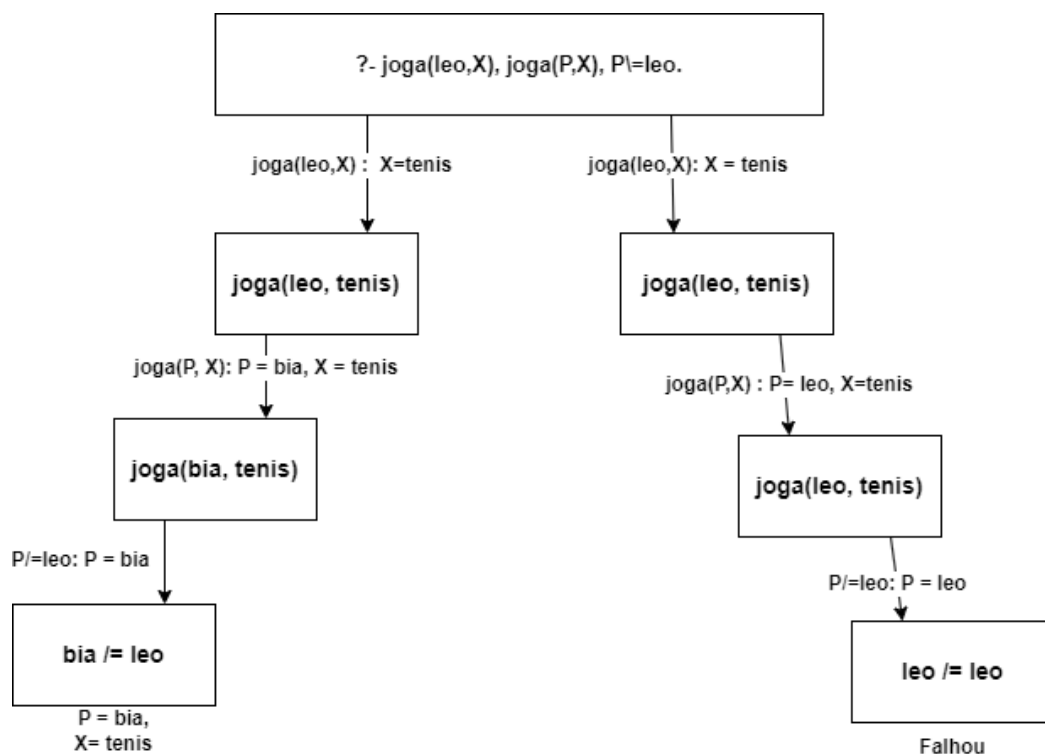 ?- joga(leo,X), joga(P,X), P\=leo.
joga(leo,X) :  X=tenis
joga(leo,X): X = tenis
joga(leo, tenis)
joga(leo, tenis)
joga(P, X): P = bia, X = tenis
joga(P,X) : P= leo, X=tenis
joga(bia, tenis)
joga(leo, tenis)
P/=leo: P = bia
P/=leo: P = leo
bia /= leo
leo /= leo
P = bia,
X= tenis
Falhou